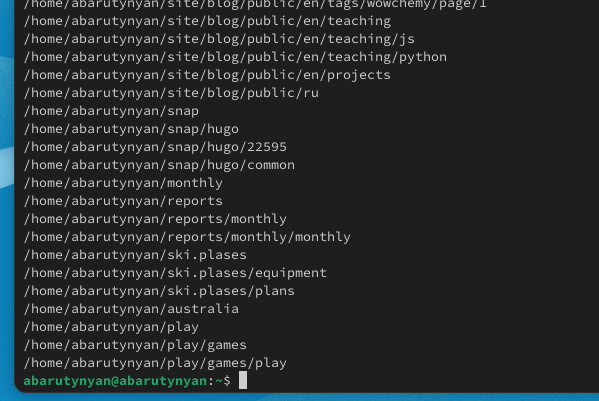 /home/abarutynyan/site/blog/public/en/tags/wowchemy/page/1
/home/abarutynyan/site/blog/public/en/teaching
/home/abarutynyan/site/blog/public/en/teaching/js
/home/abarutynyan/site/blog/public/en/teaching/python
/home/abarutynyan/site/blog/public/en/projects
/home/abarutynyan/site/blog/public/ru
/home/abarutynyan/snap
/home/abarutynyan/snap/hugo
/home/abarutynyan/snap/hugo/22595
/home/abarutynyan/snap/hugo/common
/home/abarutynyan/monthly
/home/abarutynyan/reports
/home/abarutynyan/reports/monthly
/home/abarutynyan/reports/monthly/monthly
/home/abarutynyan/ski.plases
/home/abarutynyan/ski.plases/equipment
/home/abarutynyan/ski.plases/plans
/home/abarutynyan/australia
/home/abarutynyan/play
/home/abarutynyan/play/games
/home/abarutynyan/play/games/play
abarutynyan@abarutynyan:~$